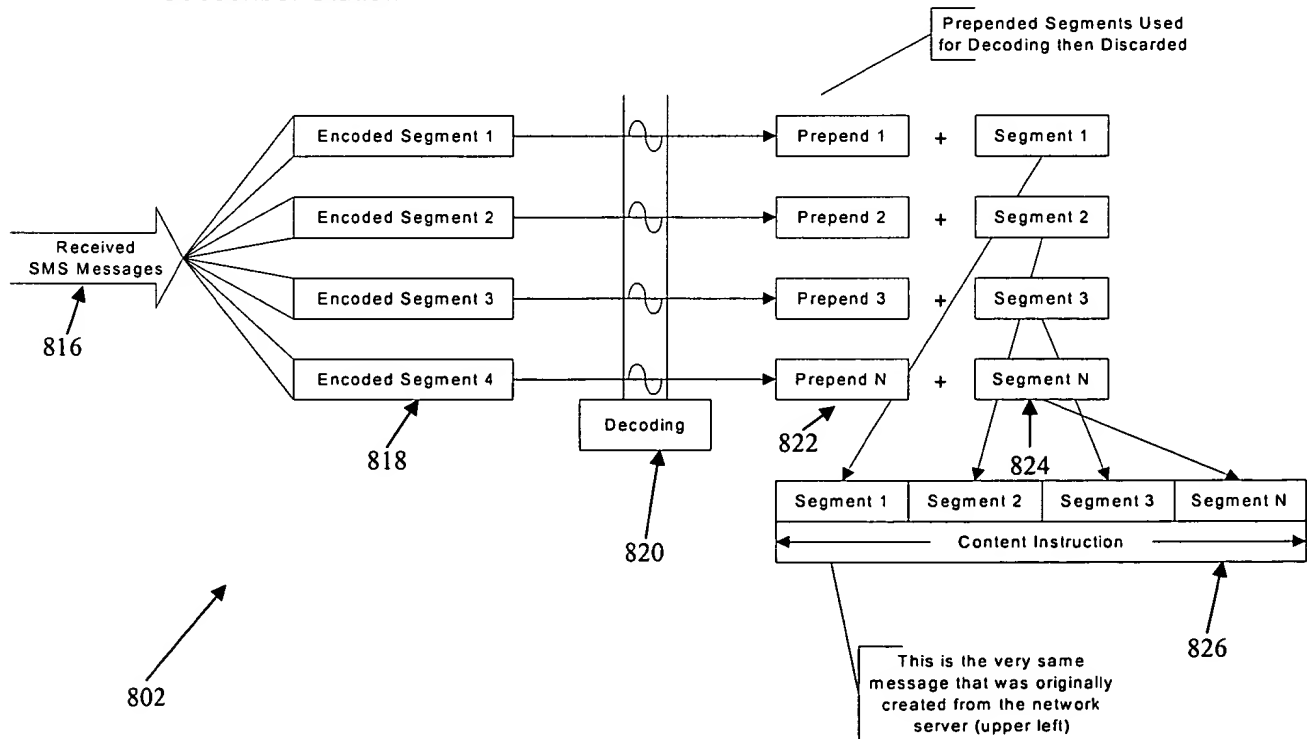 Prepended Segments Used
for Decoding then Discarded
Encoded Segment 1
Prepend 1
+
Segment 1
Encoded Segment 2
Prepend 2
+
Segment 2
Received
SMS Messages
Encoded Segment 3
Prepend 3
+
Segment 3
816
Encoded Segment 4
Prepend N
+
Segment N
Decoding
822
818
824
Segment 1
Segment 2
Segment 3
Segment N
820
Content Instruction
826
This is the very same
message that was originally
created from the network
server (upper left)
802